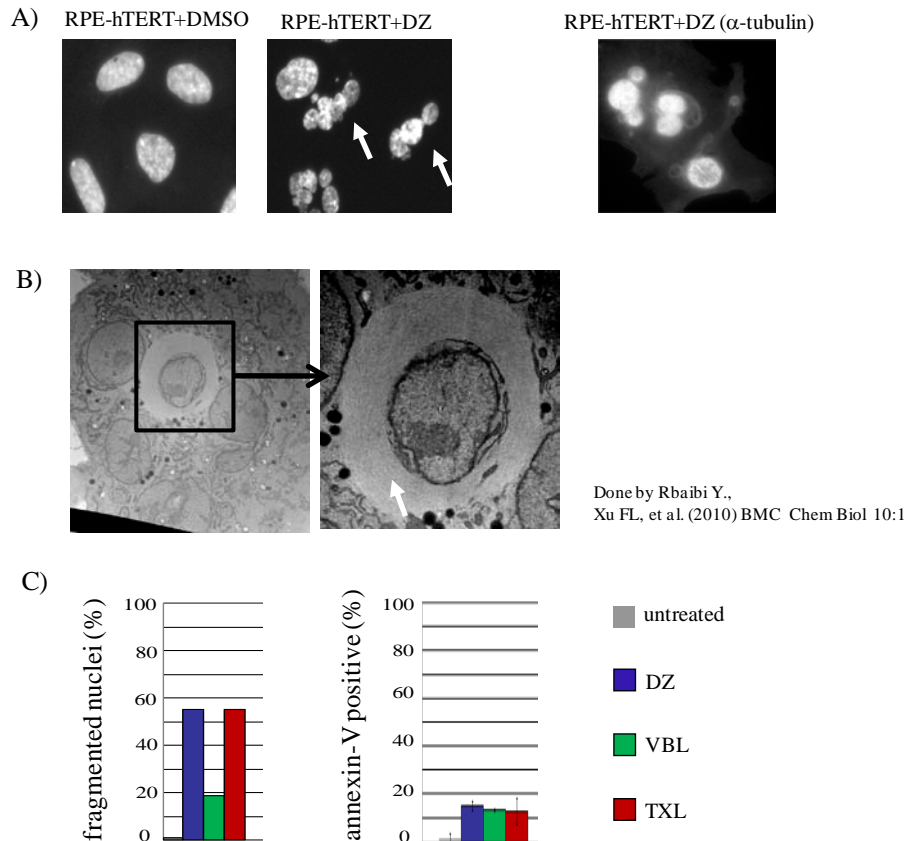 A)
RPE-hTERT+DMSO
RPE-hTERT+DZ
RPE-hTERT+DZ (α-tubulin)
B)
Done by Rbaibi Y.,
Xu FL, et al. (2010) BMC Chem Biol 10:1
C)
fragmented nuclei (%)
100
80
60
40
20
0
annexin-V positive (%)
100
80
60
40
20
0
untreated
DZ
VBL
TXL